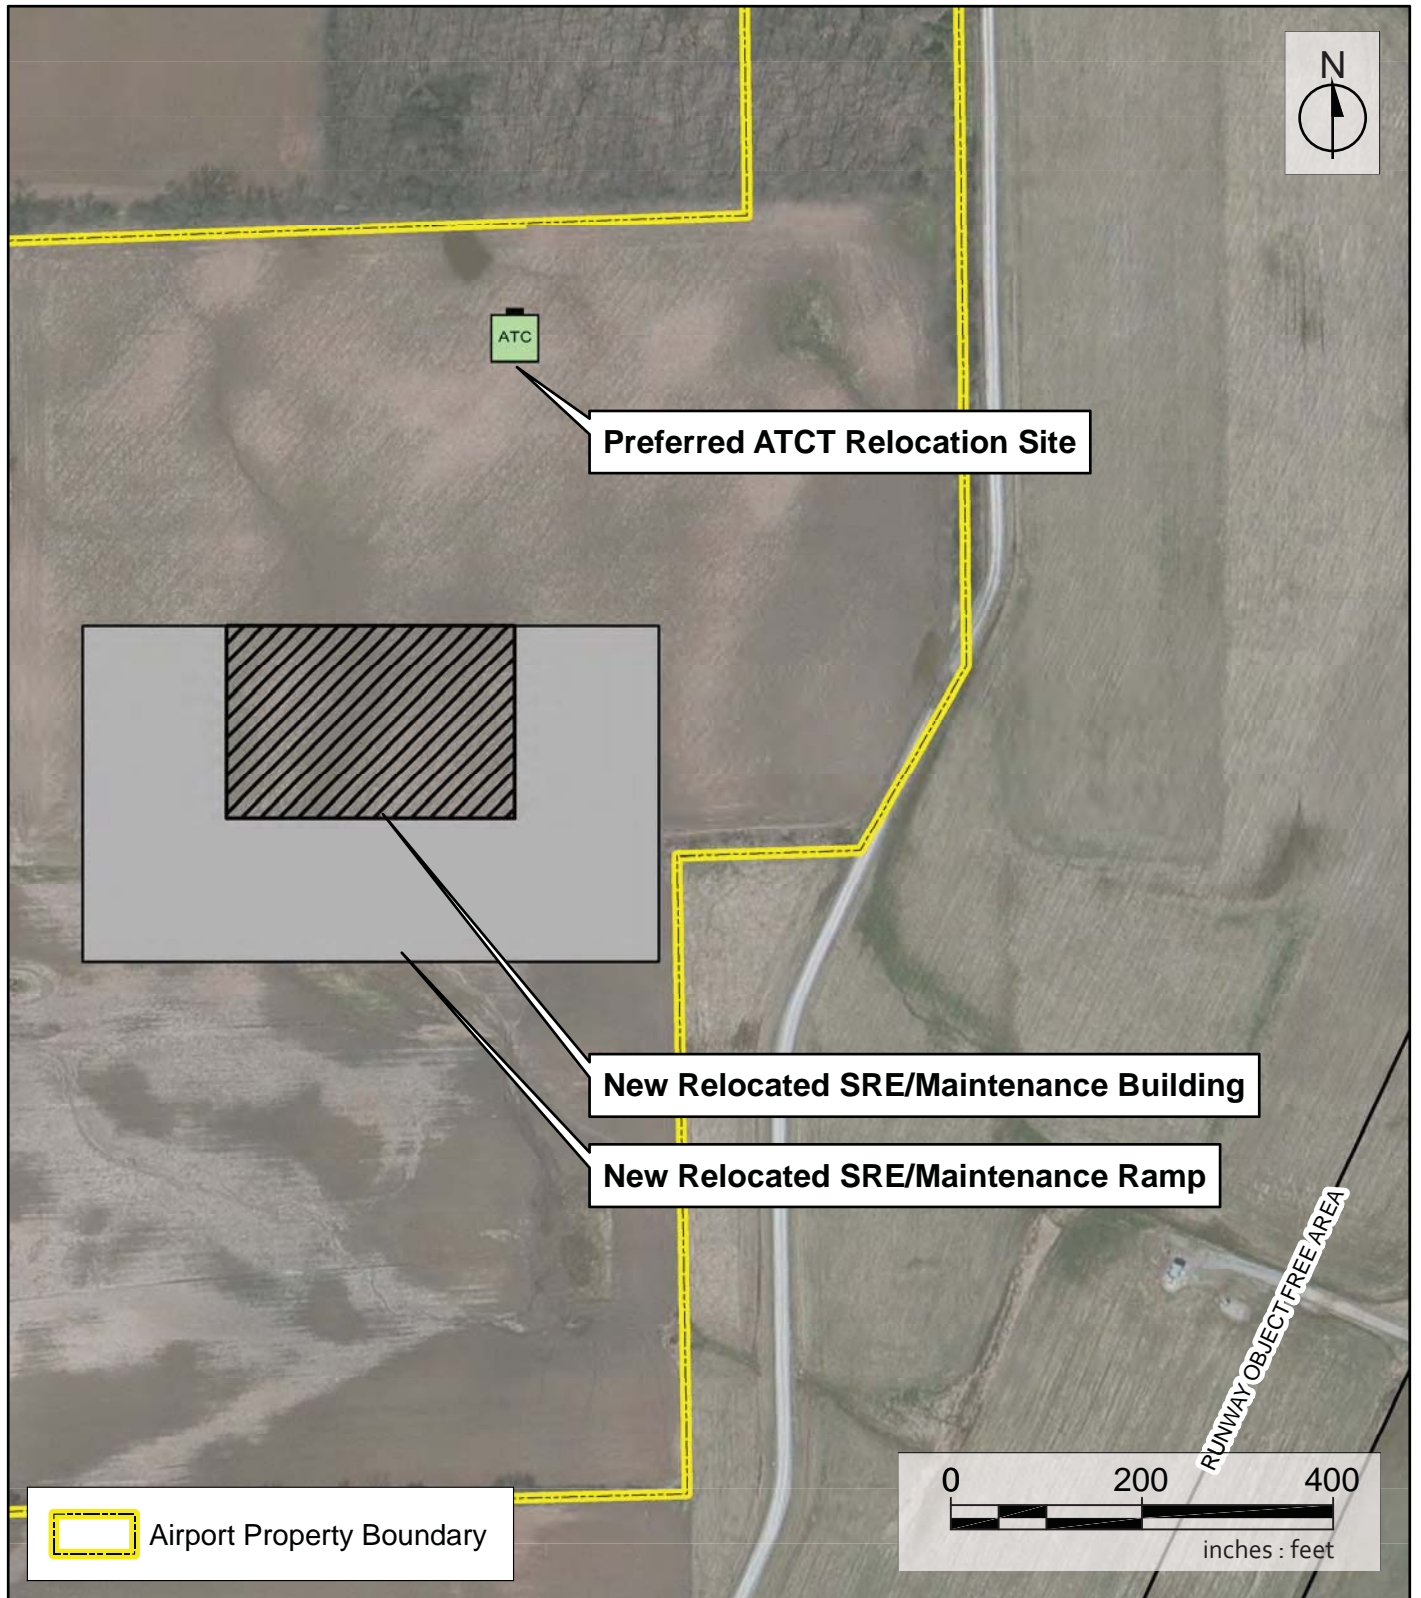 N
ATC
Preferred ATCT Relocation Site
New Relocated SRE/Maintenance Building
New Relocated SRE/Maintenance Ramp
RUNWAY OBJECT FREE AREA
0 200 400
inches : feet
Airport Property Boundary